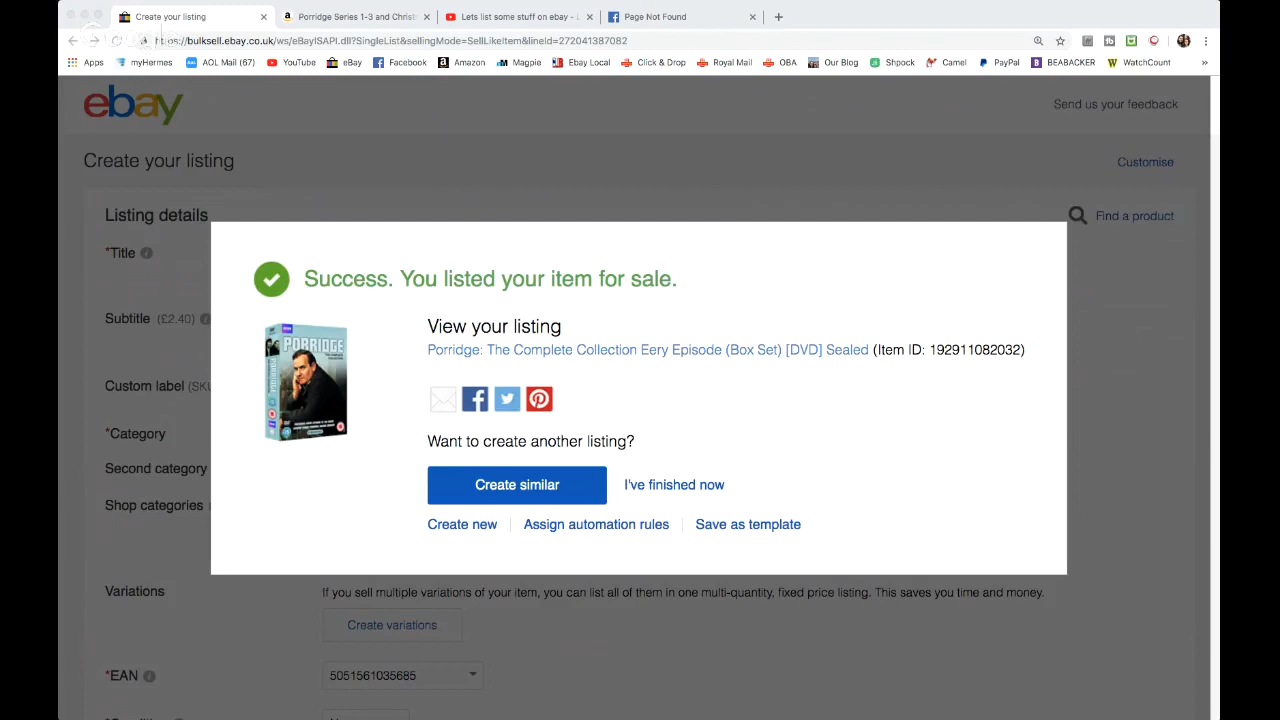 Create your listing
Porridge Series 1-3 and Christ
Lets list some stuff on ebay - L
Page Not Found
https://bulksell.ebay.co.uk/ws/eBayISAPI.dll?SingleList&sellingMode=SellLikeItem&lineId=272041387082
Apps myHermes AOL Mail (67) YouTube eBay Facebook Amazon Magpie Ebay Local Click & Drop Royal Mail OBA Our Blog Shpock Camel PayPal BEABACKER WatchCount »
ebay
Send us your feedback
Create your listing
Customise
Listing details
Find a product
*Title
Success. You listed your item for sale.
Subtitle (£2.40)
View your listing
PORRIDGE
Porridge: The Complete Collection Eery Episode (Box Set) [DVD] Sealed (Item ID: 192911082032)
Custom label (SKU
*Category
Want to create another listing?
Second category
Create similar
I've finished now
Shop categories
Create new
Assign automation rules
Save as template
Variations
If you sell multiple variations of your item, you can list all of them in one multi-quantity, fixed price listing. This saves you time and money.
Create variations
*EAN
5051561035685